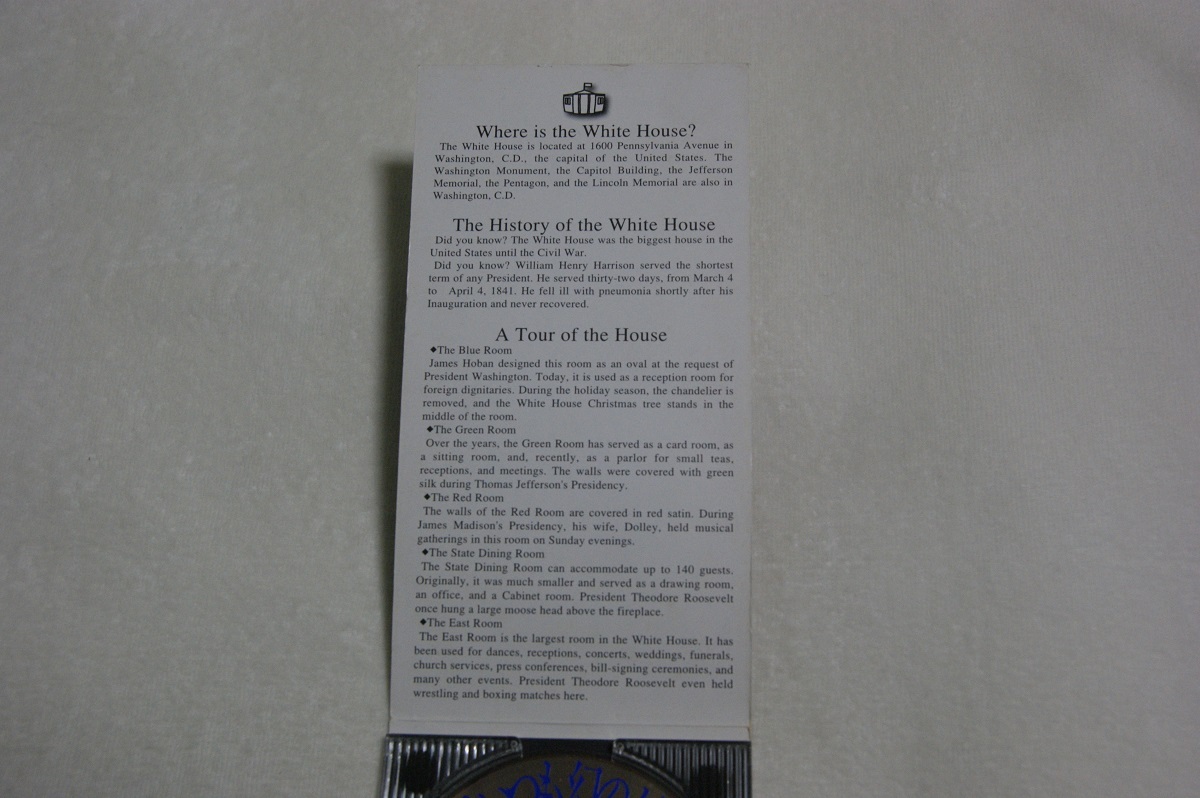 Where is the White House?
The White House is located at 1600 Pennsylvania Avenue in
Washington, C.D., the capital of the United States. The
Washington Monument, the Capitol Building, the Jefferson
Memorial, the Pentagon, and the Lincoln Memorial are also in
Washington, C.D.
The History of the White House
Did you know? The White House was the biggest house in the
United States until the Civil War.
Did you know? William Henry Harrison served the shortest
term of any President. He served thirty-two days, from March 4
to April 4, 1841. He fell ill with pneumonia shortly after his
Inauguration and never recovered.
A Tour of the House
◆The Blue Room
James Hoban designed this room as an oval at the request of
President Washington. Today, it is used as a reception room for
foreign dignitaries. During the holiday season, the chandelier is
removed, and the White House Christmas tree stands in the
middle of the room.
◆The Green Room
Over the years, the Green Room has served as a card room, as
a sitting room, and, recently, as a parlor for small teas,
receptions, and meetings. The walls were covered with green
silk during Thomas Jefferson's Presidency.
◆The Red Room
The walls of the Red Room are covered in red satin. During
James Madison's Presidency, his wife, Dolley, held musical
gatherings in this room on Sunday evenings.
◆The State Dining Room
The State Dining Room can accommodate up to 140 guests.
Originally, it was much smaller and served as a drawing room,
an office, and a Cabinet room. President Theodore Roosevelt
once hung a large moose head above the fireplace.
◆The East Room
The East Room is the largest room in the White House. It has
been used for dances, receptions, concerts, weddings, funerals,
church services, press conferences, bill-signing ceremonies, and
many other events. President Theodore Roosevelt even held
wrestling and boxing matches here.